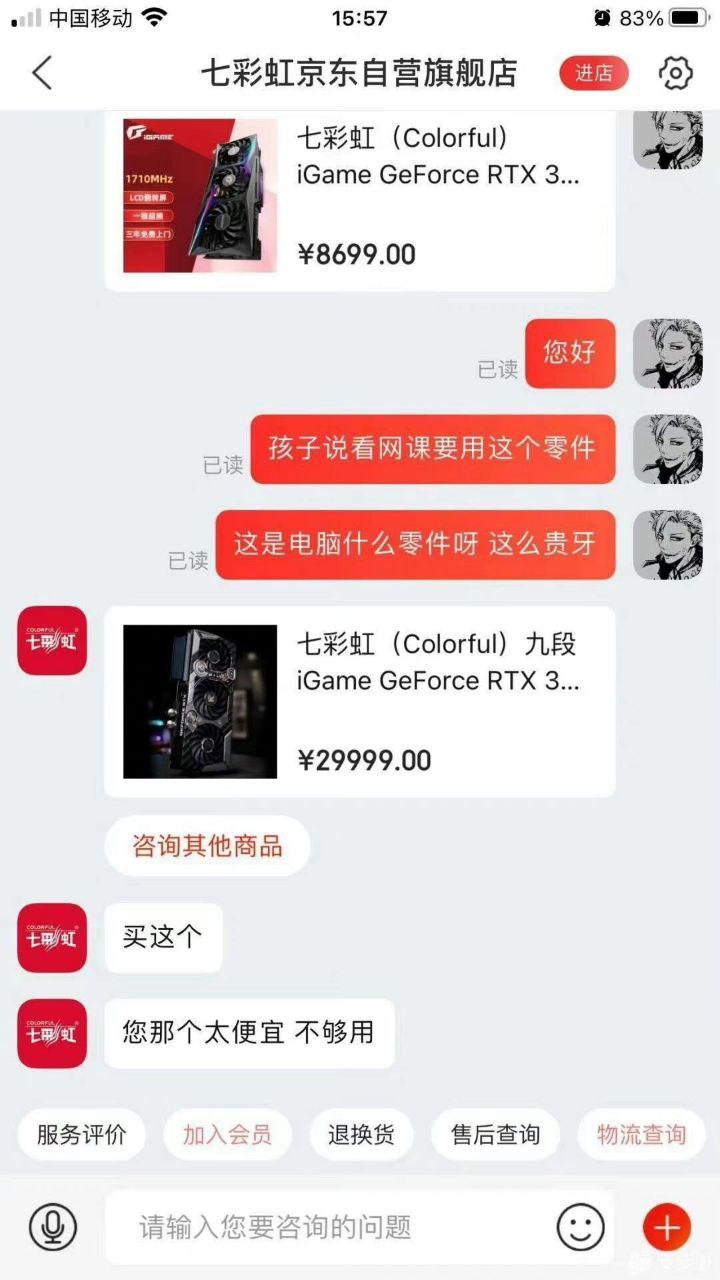 中国移动
15:57
83%
七彩虹京东自营旗舰店
进店
iGAME
1710MHz
LCD翻转屏
一键超频
三年免费上门
七彩虹（Colorful）
iGame GeForce RTX 3...
¥8699.00
您好
已读
孩子说看网课要用这个零件
已读
这是电脑什么零件呀 这么贵牙
已读
COLORFUL
七彩虹
七彩虹（Colorful）九段
iGame GeForce RTX 3...
¥29999.00
咨询其他商品
COLORFUL
七彩虹
买这个
COLORFUL
七彩虹
您那个太便宜 不够用
服务评价
加入会员
退换货
售后查询
物流查询
请输入您要咨询的问题